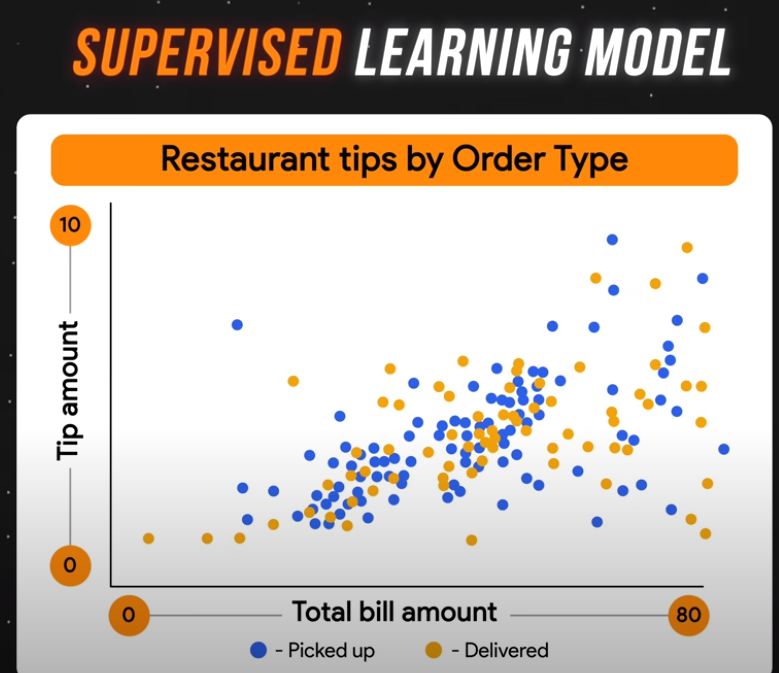 SUPERVISED LEARNING MODEL
Restaurant tips by Order Type
10
Tip amount
0
0
Total bill amount
80
- Picked up
- Delivered